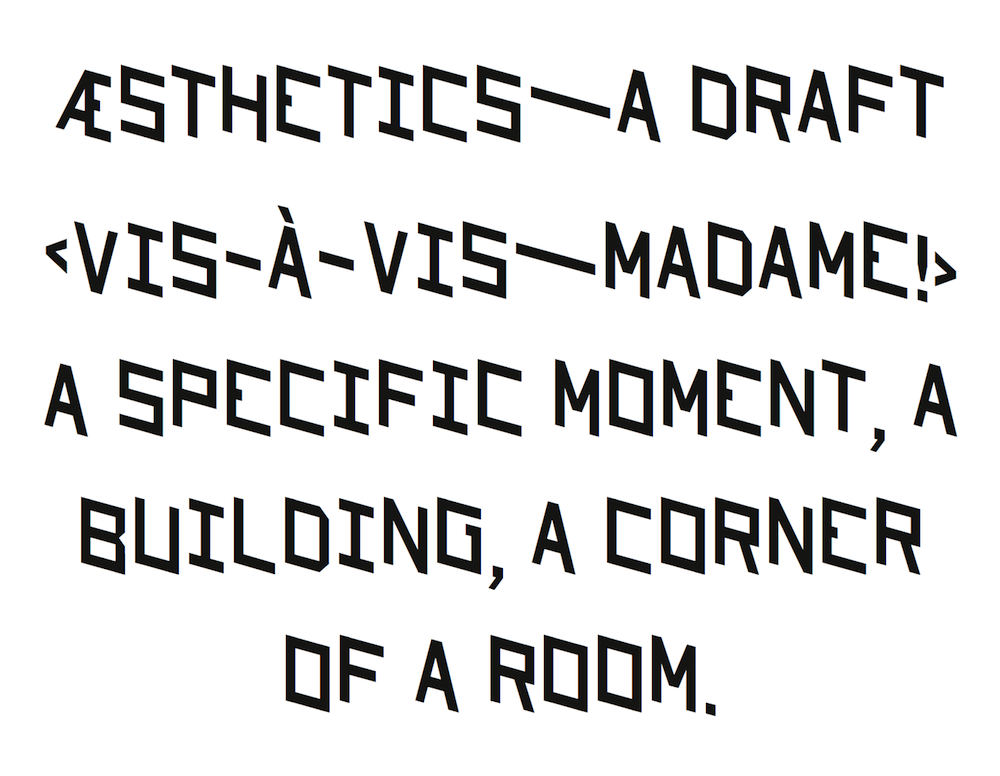 ÆSTHETICS—A DRAFT
‹VIS-À-VIS—MADAME!›
A SPECIFIC MOMENT, A
BUILDING, A CORNER
OF A ROOM.